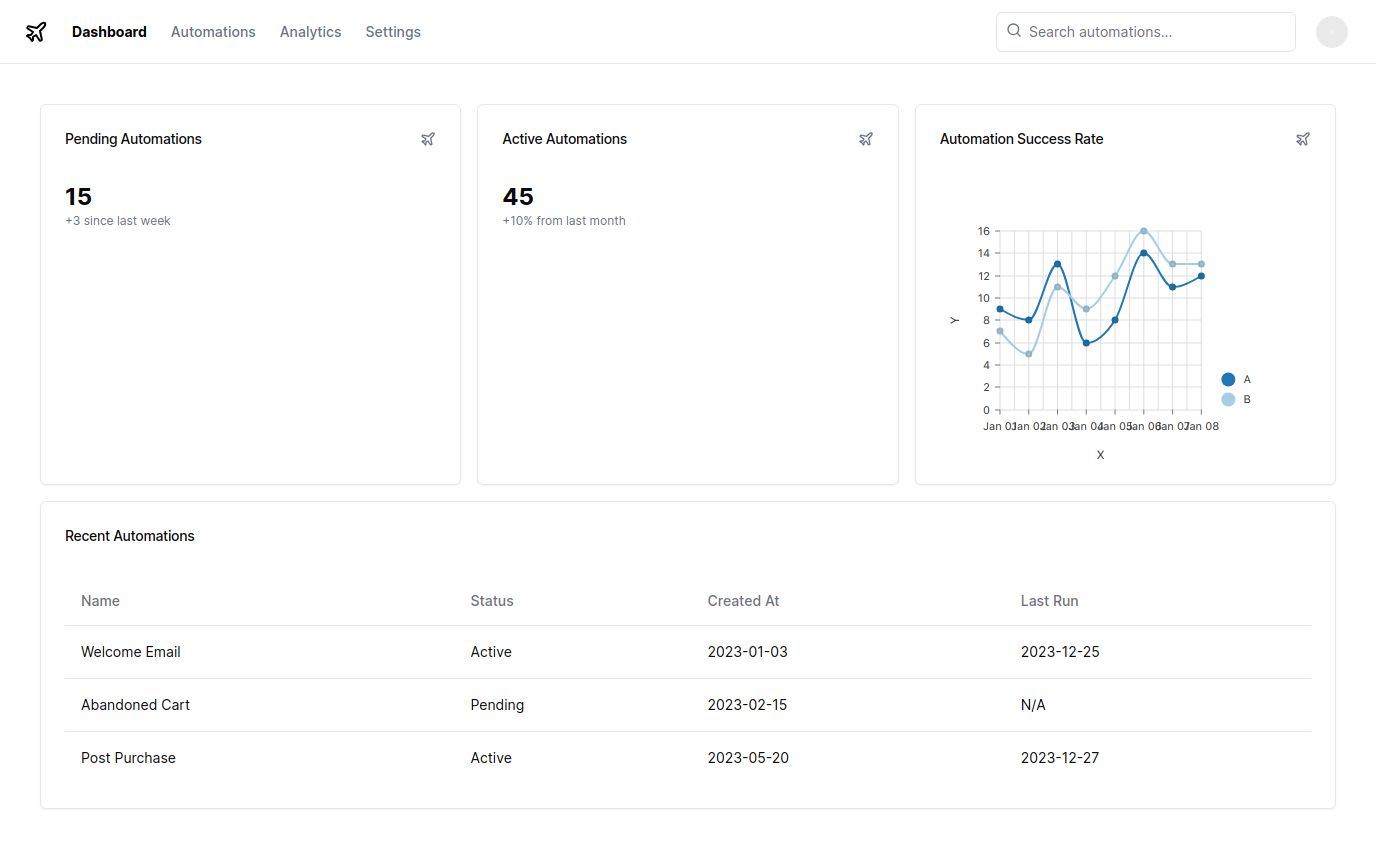 Dashboard Automations Analytics Settings Search automations...
Pending Automations
15
+3 since last week
Active Automations
45
+10% from last month
Automation Success Rate
16
14
12
10
8
6
4
2
0
Y
Jan 01 Jan 02 Jan 03 Jan 04 Jan 05 Jan 06 Jan 07 Jan 08
X
A
B
Recent Automations
Name Status Created At Last Run
Welcome Email Active 2023-01-03 2023-12-25
Abandoned Cart Pending 2023-02-15 N/A
Post Purchase Active 2023-05-20 2023-12-27